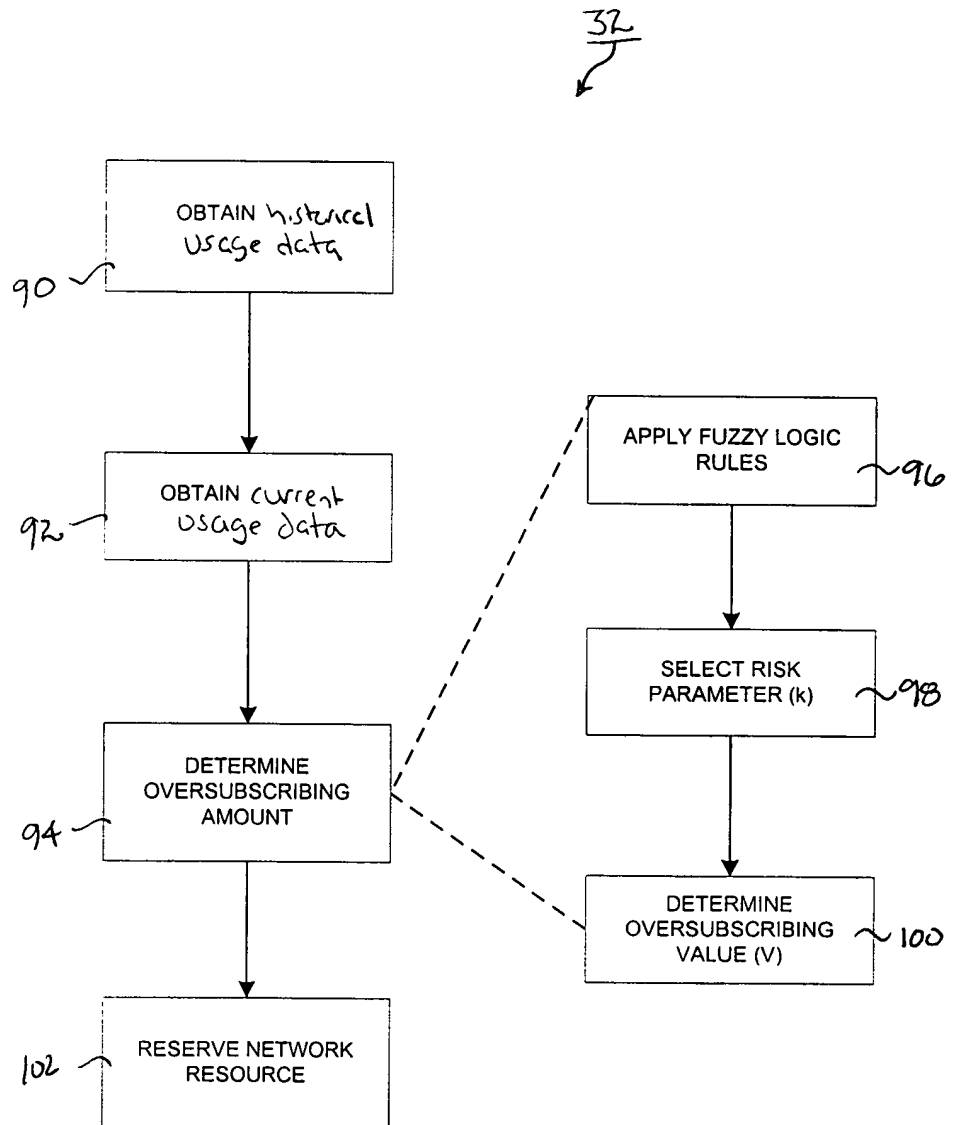 32
OBTAIN historical
usage data
90
OBTAIN current
usage data
92
DETERMINE
OVERSUBSCRIBING
AMOUNT
94
RESERVE NETWORK
RESOURCE
102
APPLY FUZZY LOGIC
RULES
96
SELECT RISK
PARAMETER (k)
98
DETERMINE
OVERSUBSCRIBING
VALUE (V)
100